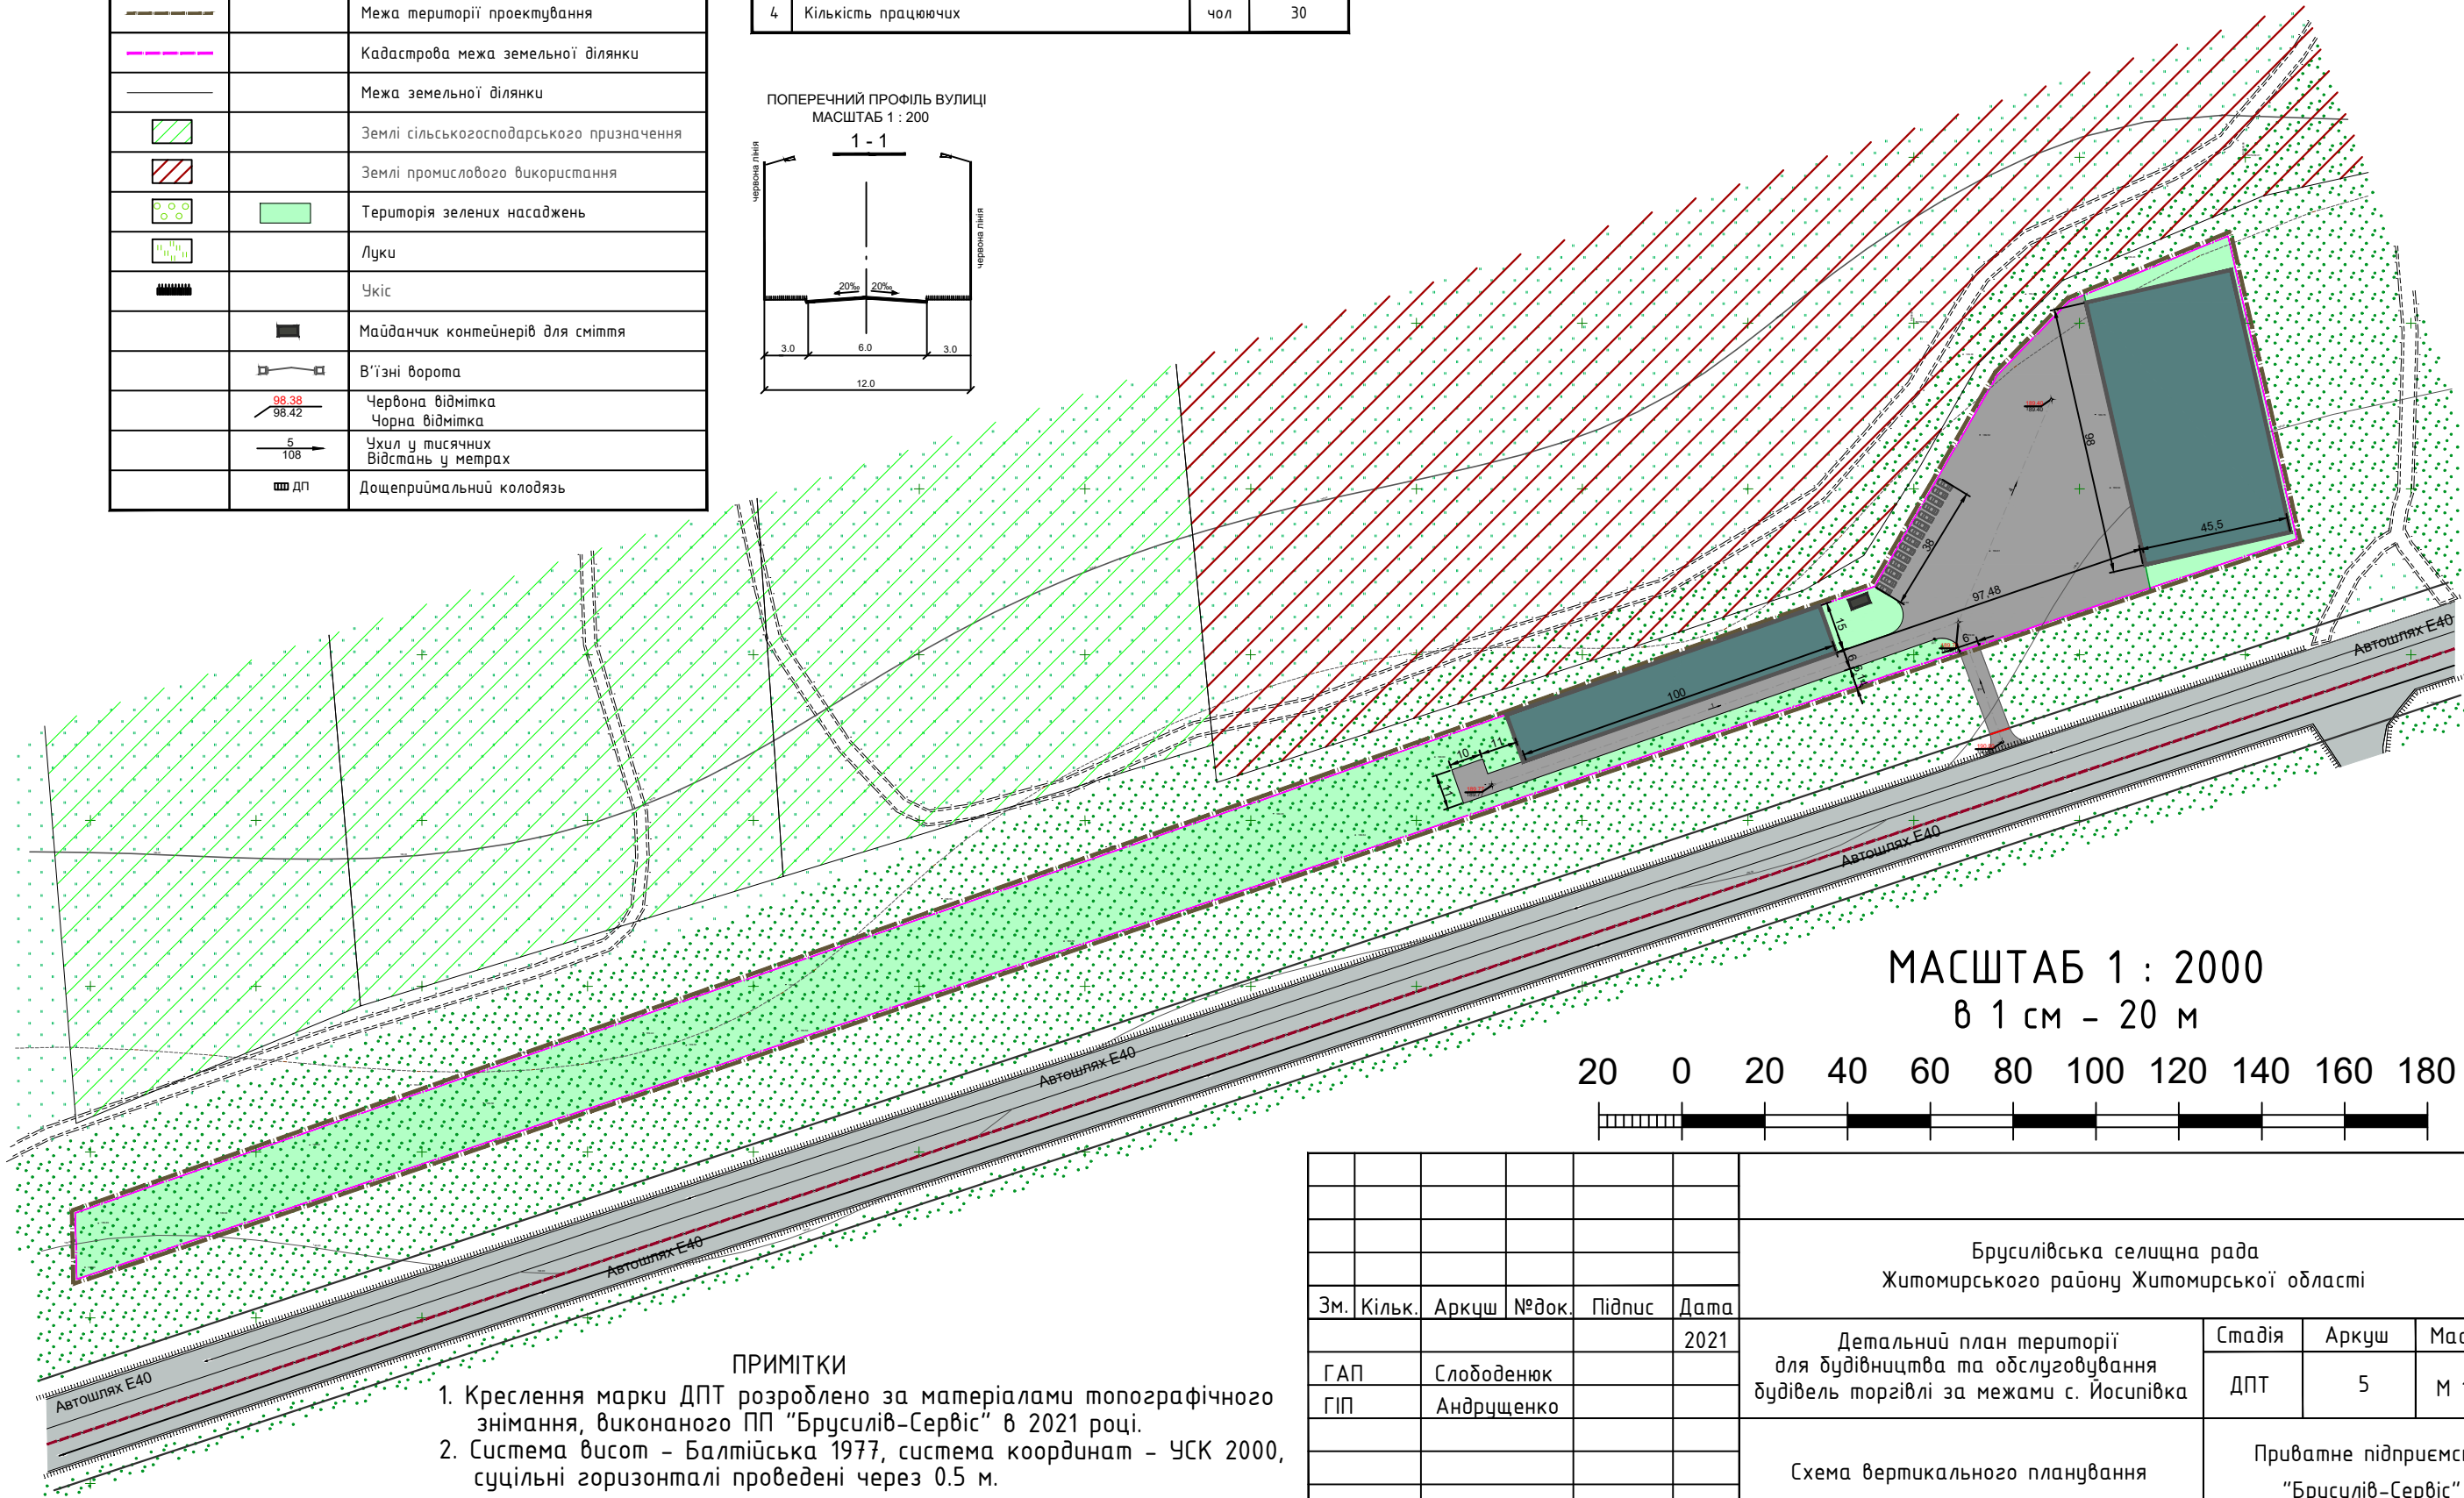 Межа території проектування
Кадастрова межа земельної ділянки
Межа земельної ділянки
Землі сільськогосподарського призначення
Землі промислового використання
Територія зелених насаджень
Луки
Укіс
Майданчик контейнерів для сміття
В'їзні ворота
98.38
98.42
Червона відмітка
Чорна відмітка
5
108
Ухил у тисячних
Відстань у метрах
ДП
Дощеприймальний колодязь
4 Кількість працюючих чол 30
ПОПЕРЕЧНИЙ ПРОФІЛЬ ВУЛИЦІ
МАСШТАБ 1 : 200
1 - 1
червона лінія
червона лінія
20‰ 20‰
3.0 6.0 3.0
12.0
98
45,5
38
97,48
15
6
6
100
10 11
11
Автошлях Е40
Автошлях Е40
Автошлях Е40
Автошлях Е40
Автошлях Е40
МАСШТАБ 1 : 2000
в 1 см – 20 м
20 0 20 40 60 80 100 120 140 160 180
ПРИМІТКИ
1. Креслення марки ДПТ розроблено за матеріалами топографічного
знімання, виконаного ПП "Брусилів-Сервіс" в 2021 році.
2. Система висот – Балтійська 1977, система координат – УСК 2000,
суцільні горизонталі проведені через 0.5 м.
Брусилівська селищна рада
Житомирського району Житомирської області
Зм. Кільк. Аркуш №док. Підпис Дата
2021
ГАП Слободенюк
ГІП Андрущенко
Детальний план території
для будівництва та обслуговування
будівель торгівлі за межами с. Йосипівка
Стадія Аркуш
ДПТ 5
Схема вертикального планування
Приватне
"Брусилів-Сервіс"